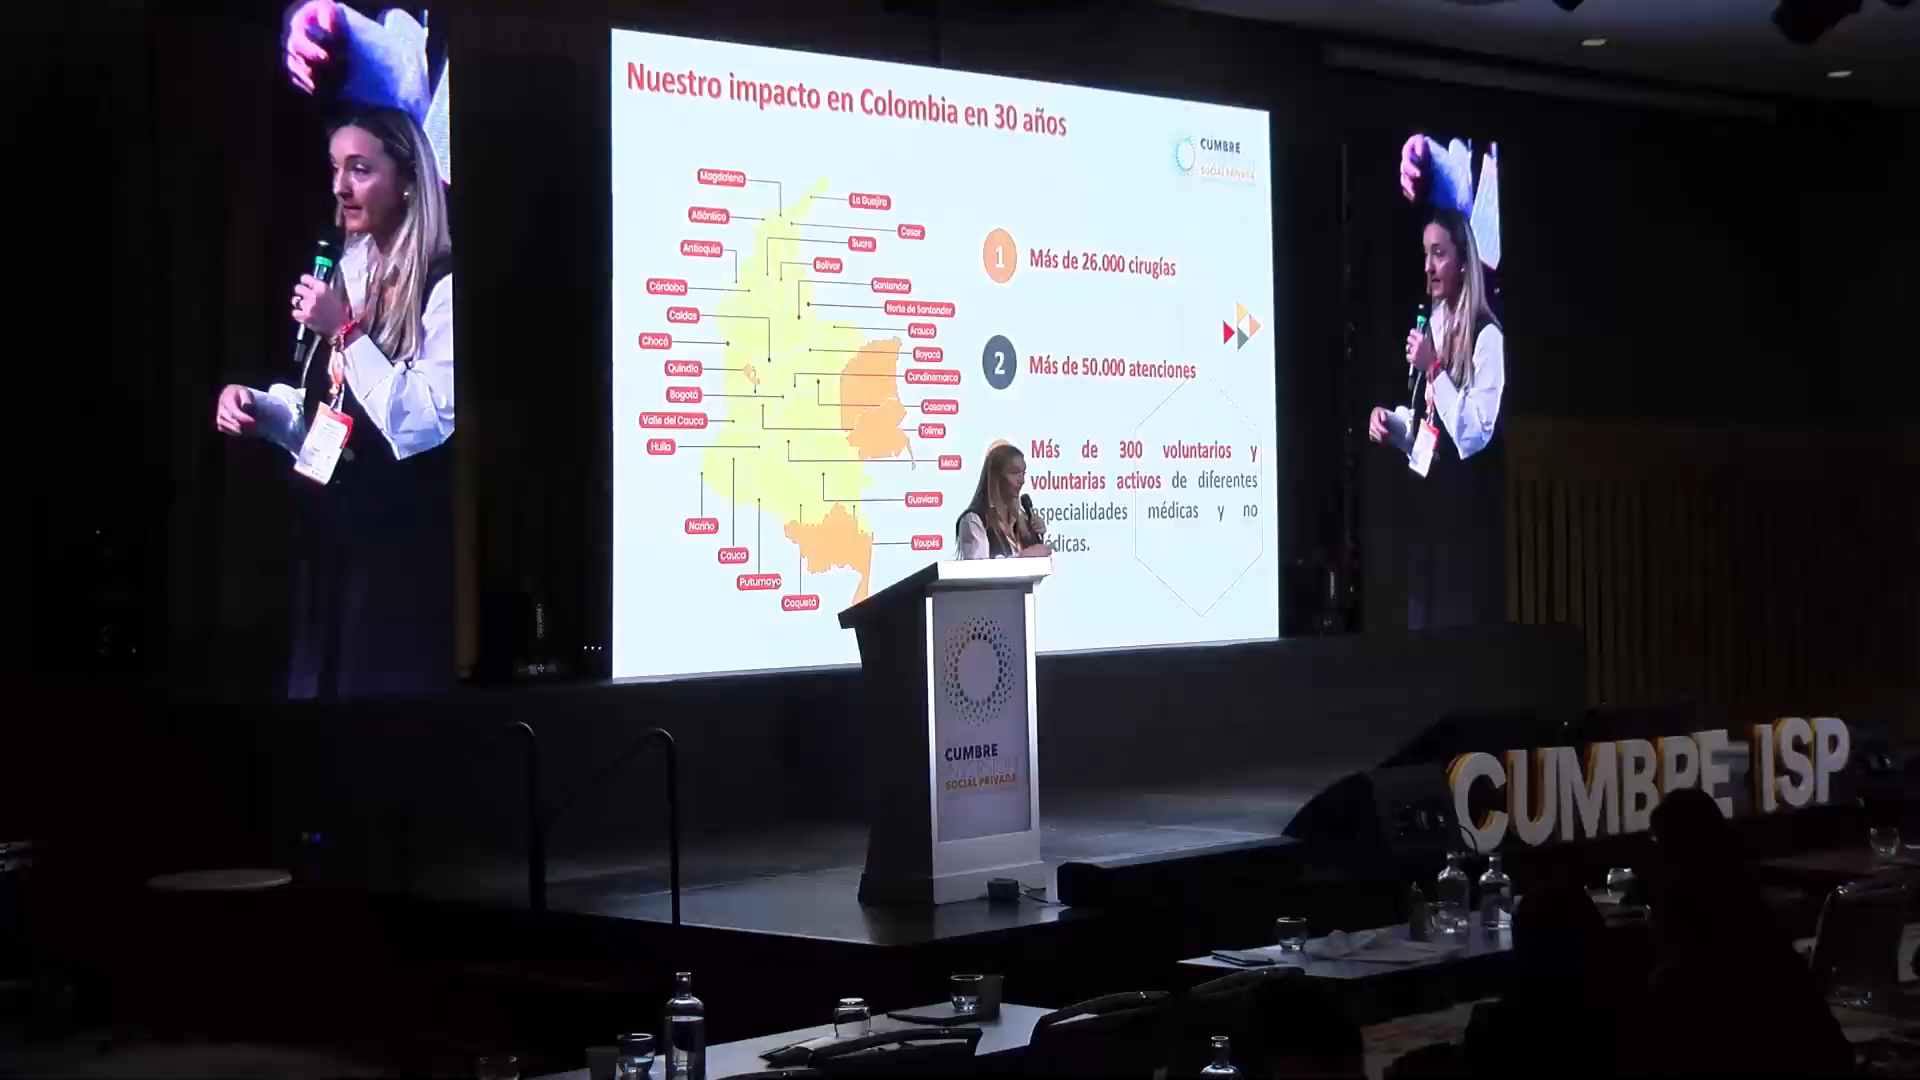 Nuestro impacto en Colombia en 30 años
CUMBRE
SOCIAL PRIVADA
Magdalena
La Guajira
Atlántico
Cesar
Antioquia
Sucre
Bolívar
Córdoba
Santander
Norte de Santander
Caldas
Arauca
Chocó
Boyacá
Quindío
Cundinamarca
Bogotá
Casanare
Valle del Cauca
Tolima
Huila
Meta
Guaviare
Nariño
Vaupés
Cauca
Putumayo
Caquetá
1 Más de 26.000 cirugías
2 Más de 50.000 atenciones
Más de 300 voluntarios y
voluntarias activos de diferentes
especialidades médicas y no
médicas.
CUMBRE
INVERSIÓN
SOCIAL PRIVADA
CUMBRE ISP